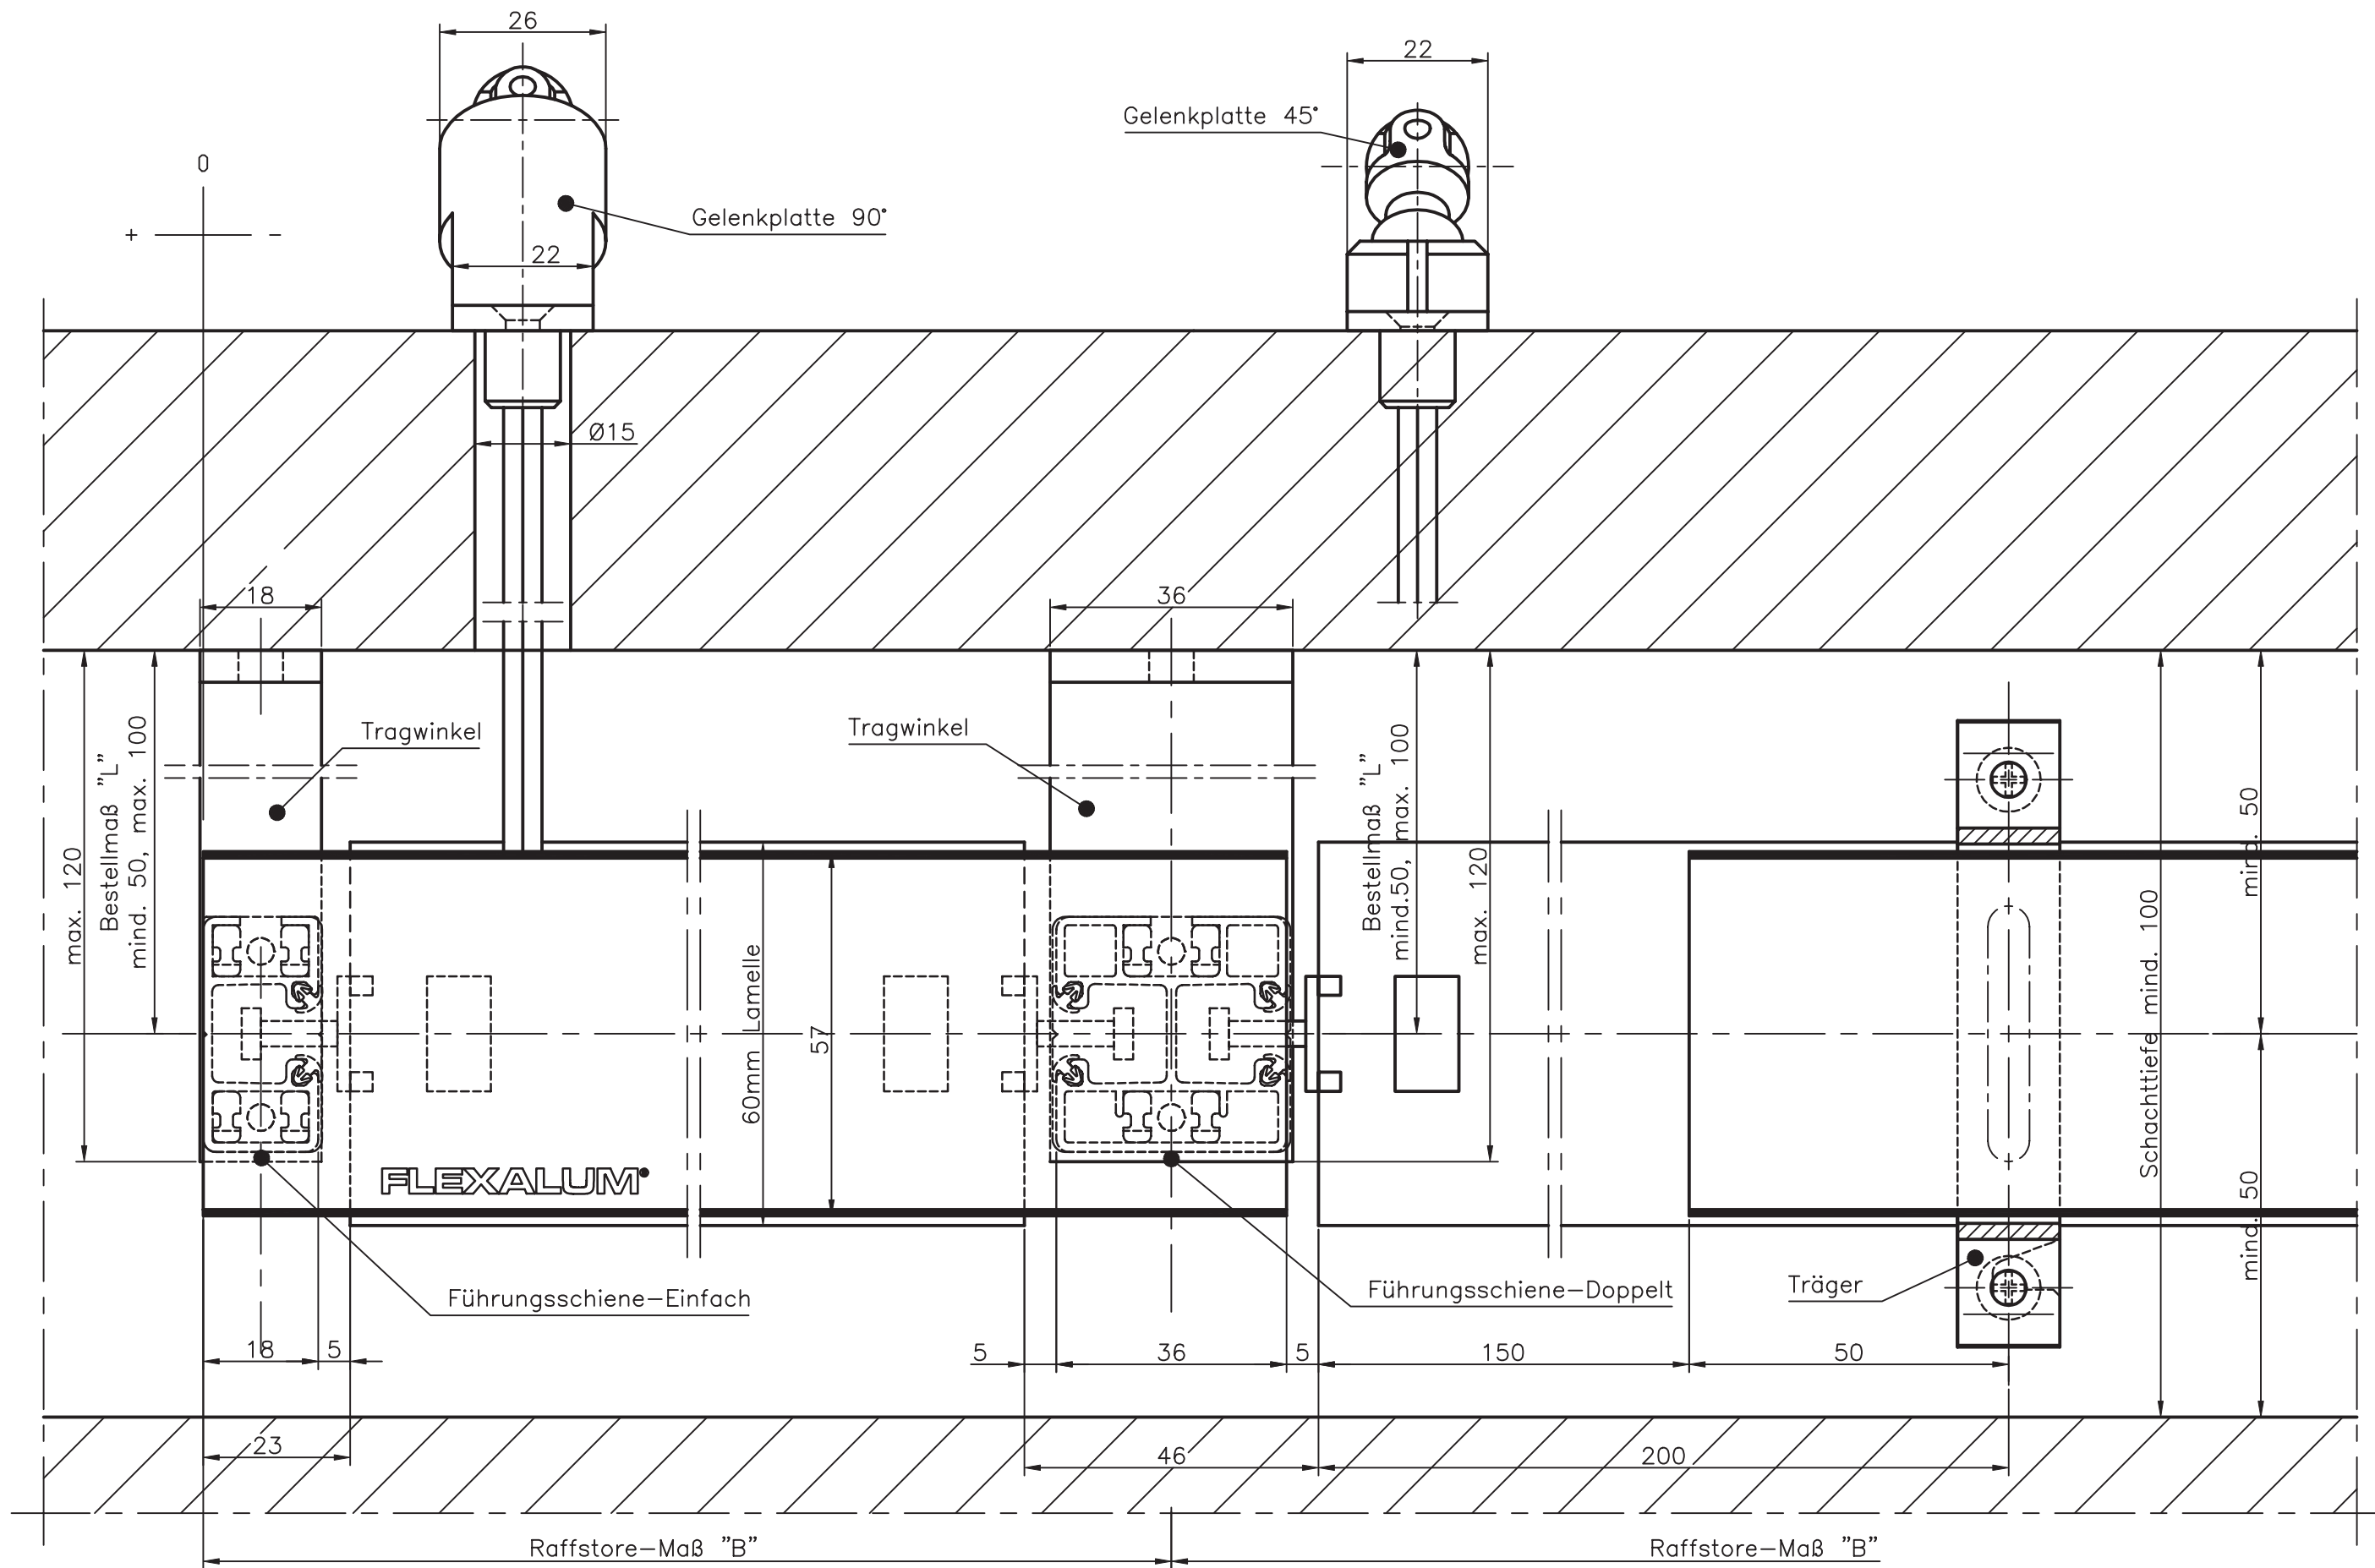 26
22
Gelenkplatte 45°
0
+ −
Gelenkplatte 90°
22
Ø15
18
36
Tragwinkel
Tragwinkel
max. 120
Bestellmaß "L"
mind. 50, max. 100
Bestellmaß "L"
mind.50, max. 100
max. 120
mind. 50
Schachttiefe mind. 100
mind. 50
60mm Lamelle
57
FLEXALUM
Führungsschiene-Einfach
Führungsschiene-Doppelt
Träger
18
5
5
36
5
150
50
23
46
200
Raffstore-Maß "B"
Raffstore-Maß "B"